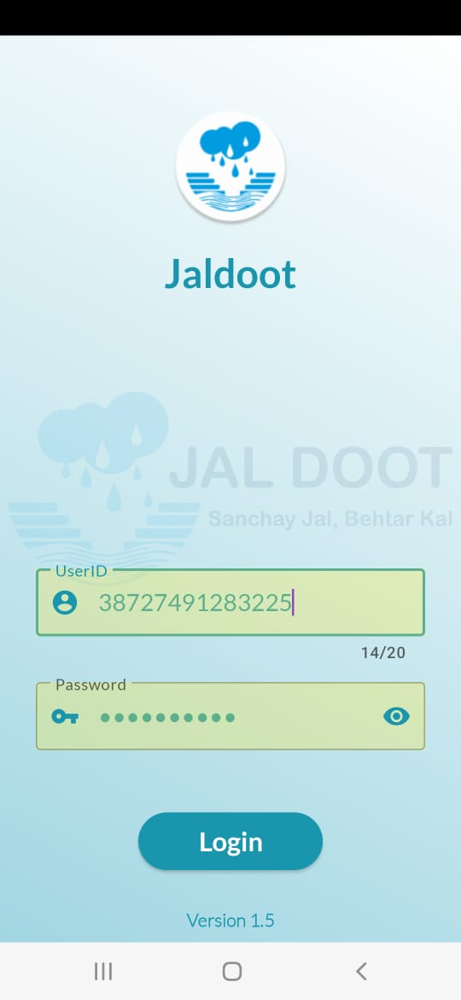 Jaldoot
JAL DOOT
Sanchay Jal, Behtar Kal
UserID
38727491283225
14/20
Password
••••••••••
Login
Version 1.5